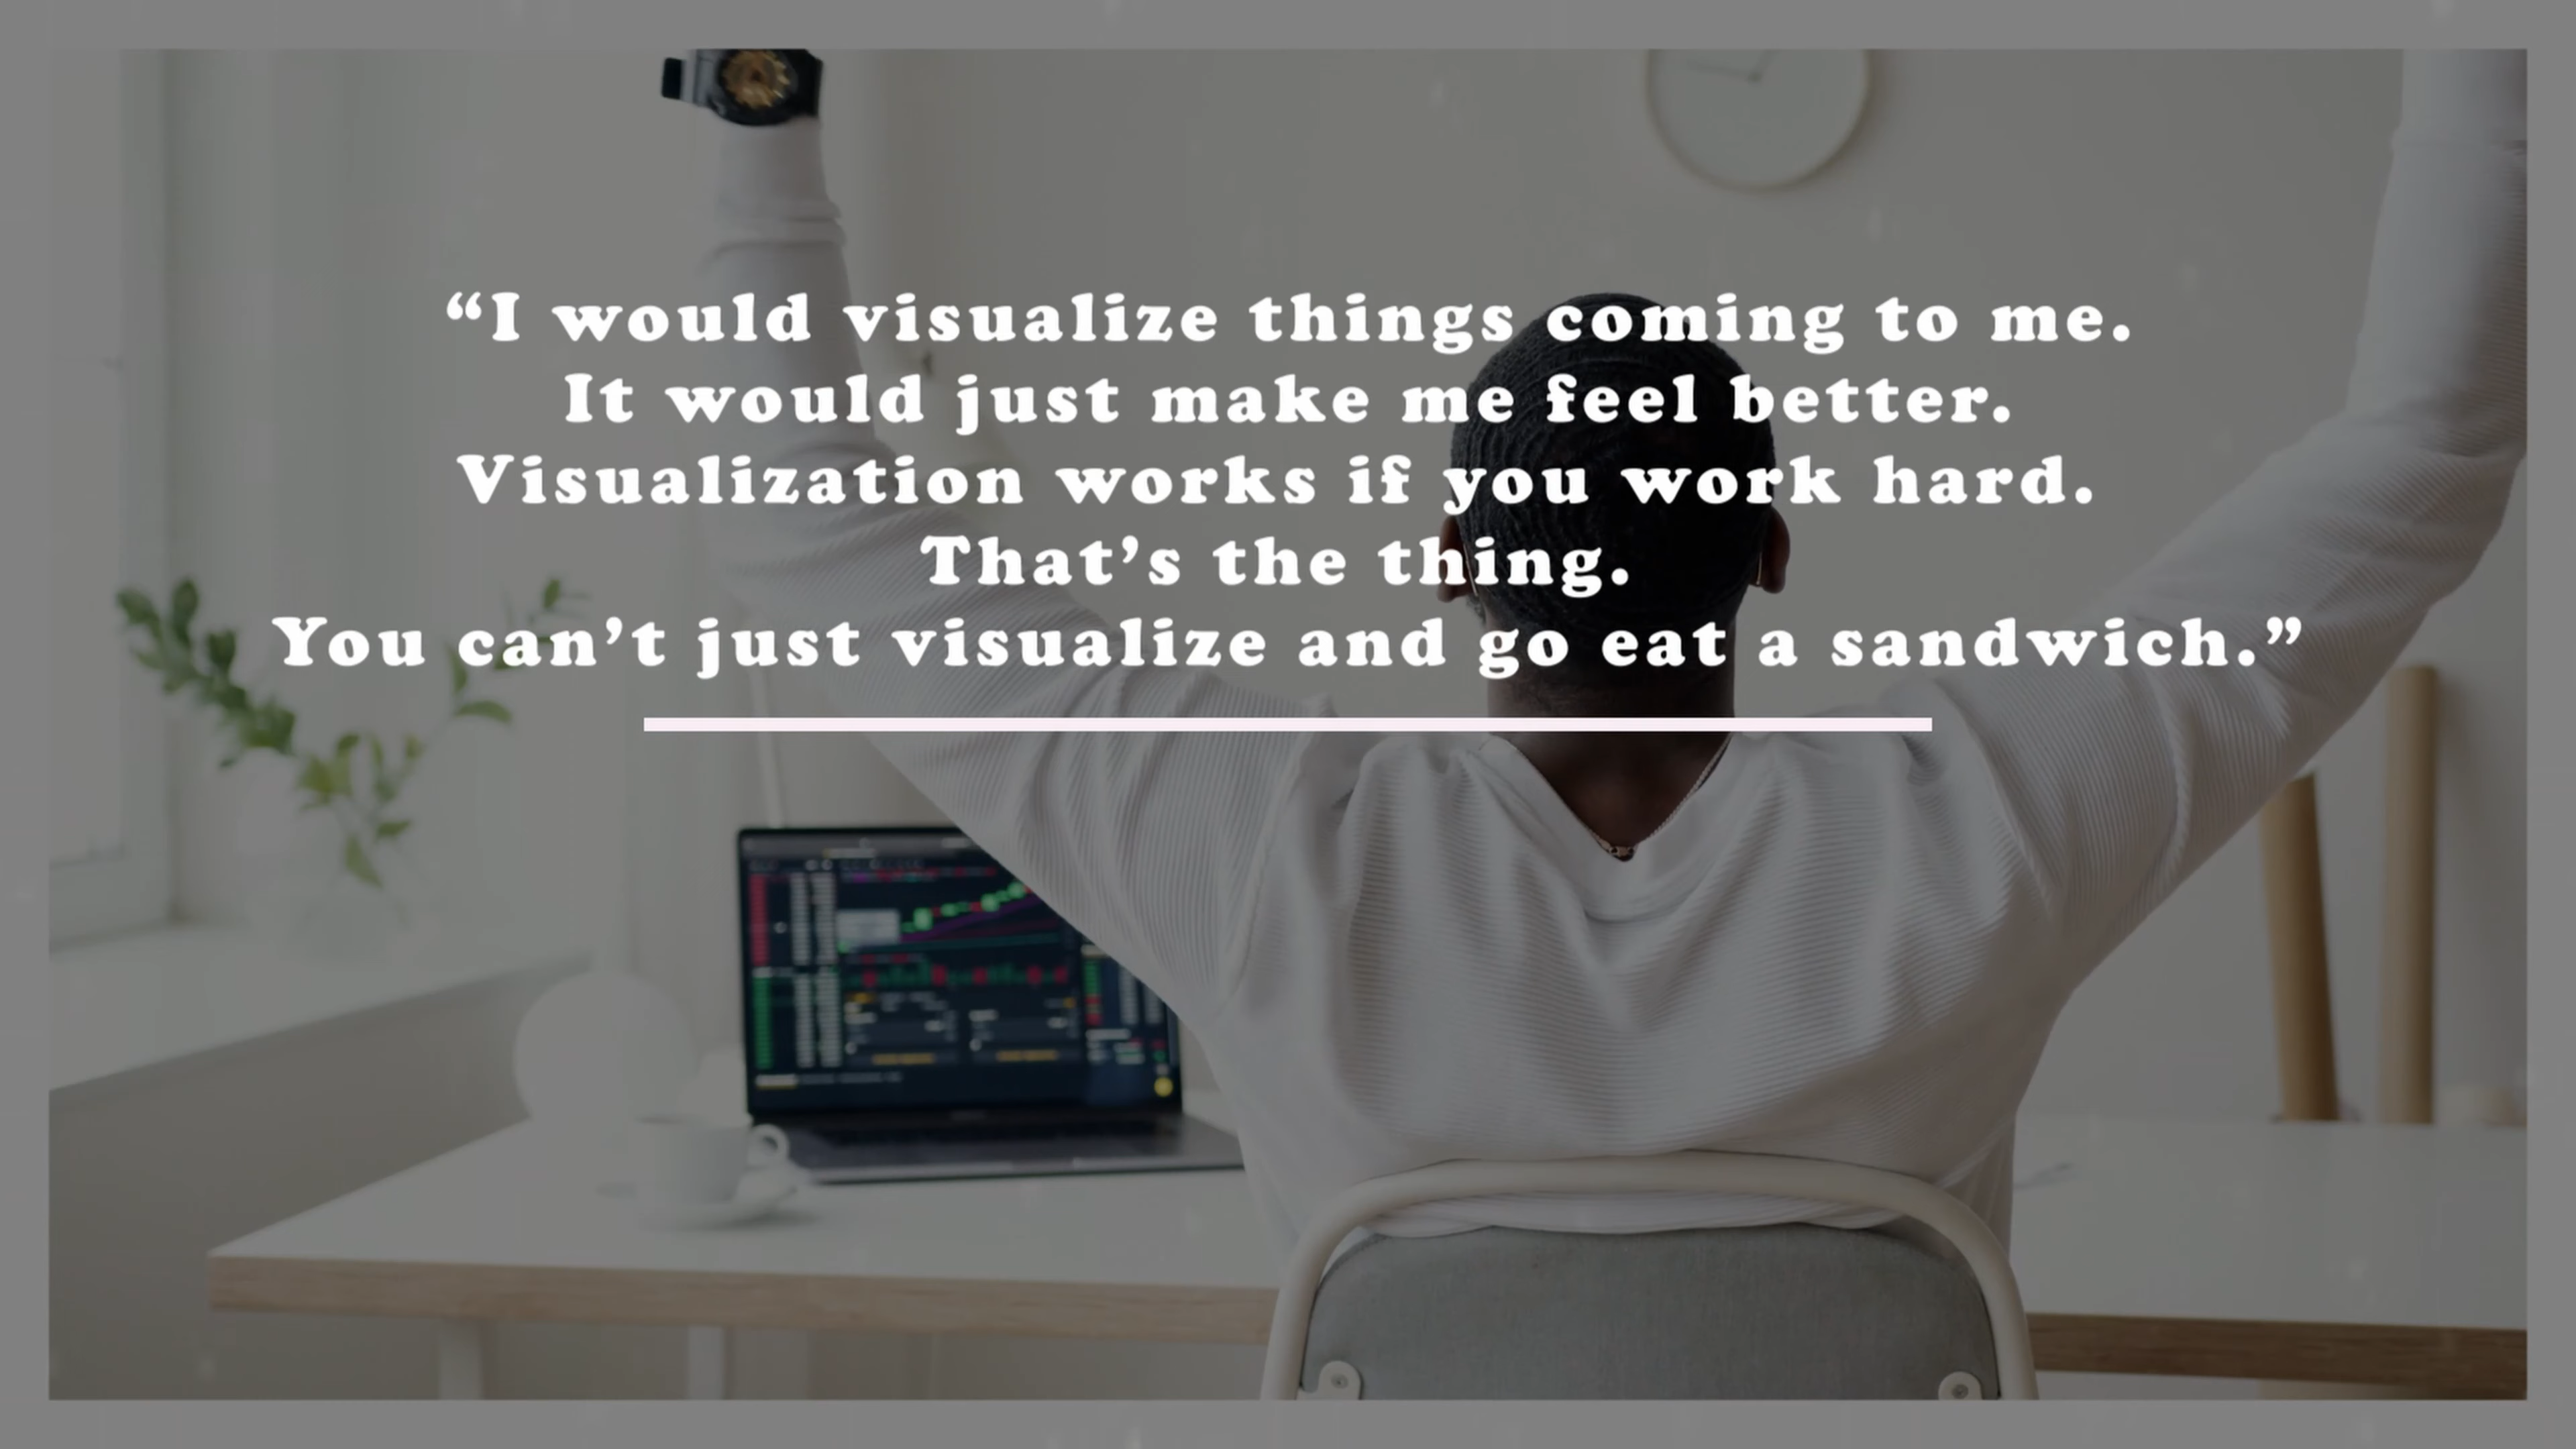 “I would visualize things coming to me.
It would just make me feel better.
Visualization works if you work hard.
That’s the thing.
You can’t just visualize and go eat a sandwich.”